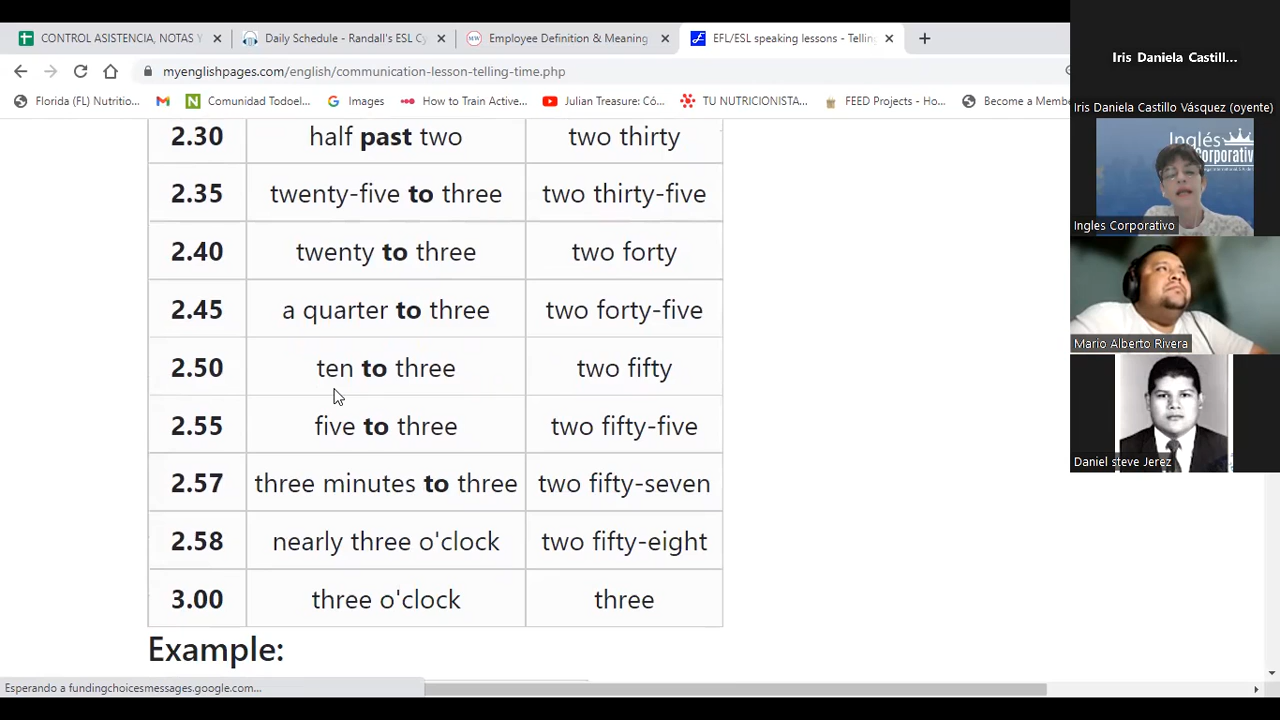 CONTROL ASISTENCIA, NOTAS Y
Daily Schedule - Randall's ESL Cy
Employee Definition & Meaning
EFL/ESL speaking lessons - Tellin
myenglishpages.com/english/communication-lesson-telling-time.php
Florida (FL) Nutritio...
Comunidad Todoel...
Images
How to Train Active...
Julian Treasure: Có...
TU NUTRICIONISTA...
FEED Projects - Ho...
Become a Membe
2.30 half past two two thirty
2.35 twenty-five to three two thirty-five
2.40 twenty to three two forty
2.45 a quarter to three two forty-five
2.50 ten to three two fifty
2.55 five to three two fifty-five
2.57 three minutes to three two fifty-seven
2.58 nearly three o'clock two fifty-eight
3.00 three o'clock three
Example:
Esperando a fundingchoicesmessages.google.com...
Iris Daniela Castill...
Iris Daniela Castillo Vásquez (oyente)
Inglés
Corporativ
Ingles Corporativo
Mario Alberto Rivera
Daniel steve Jerez